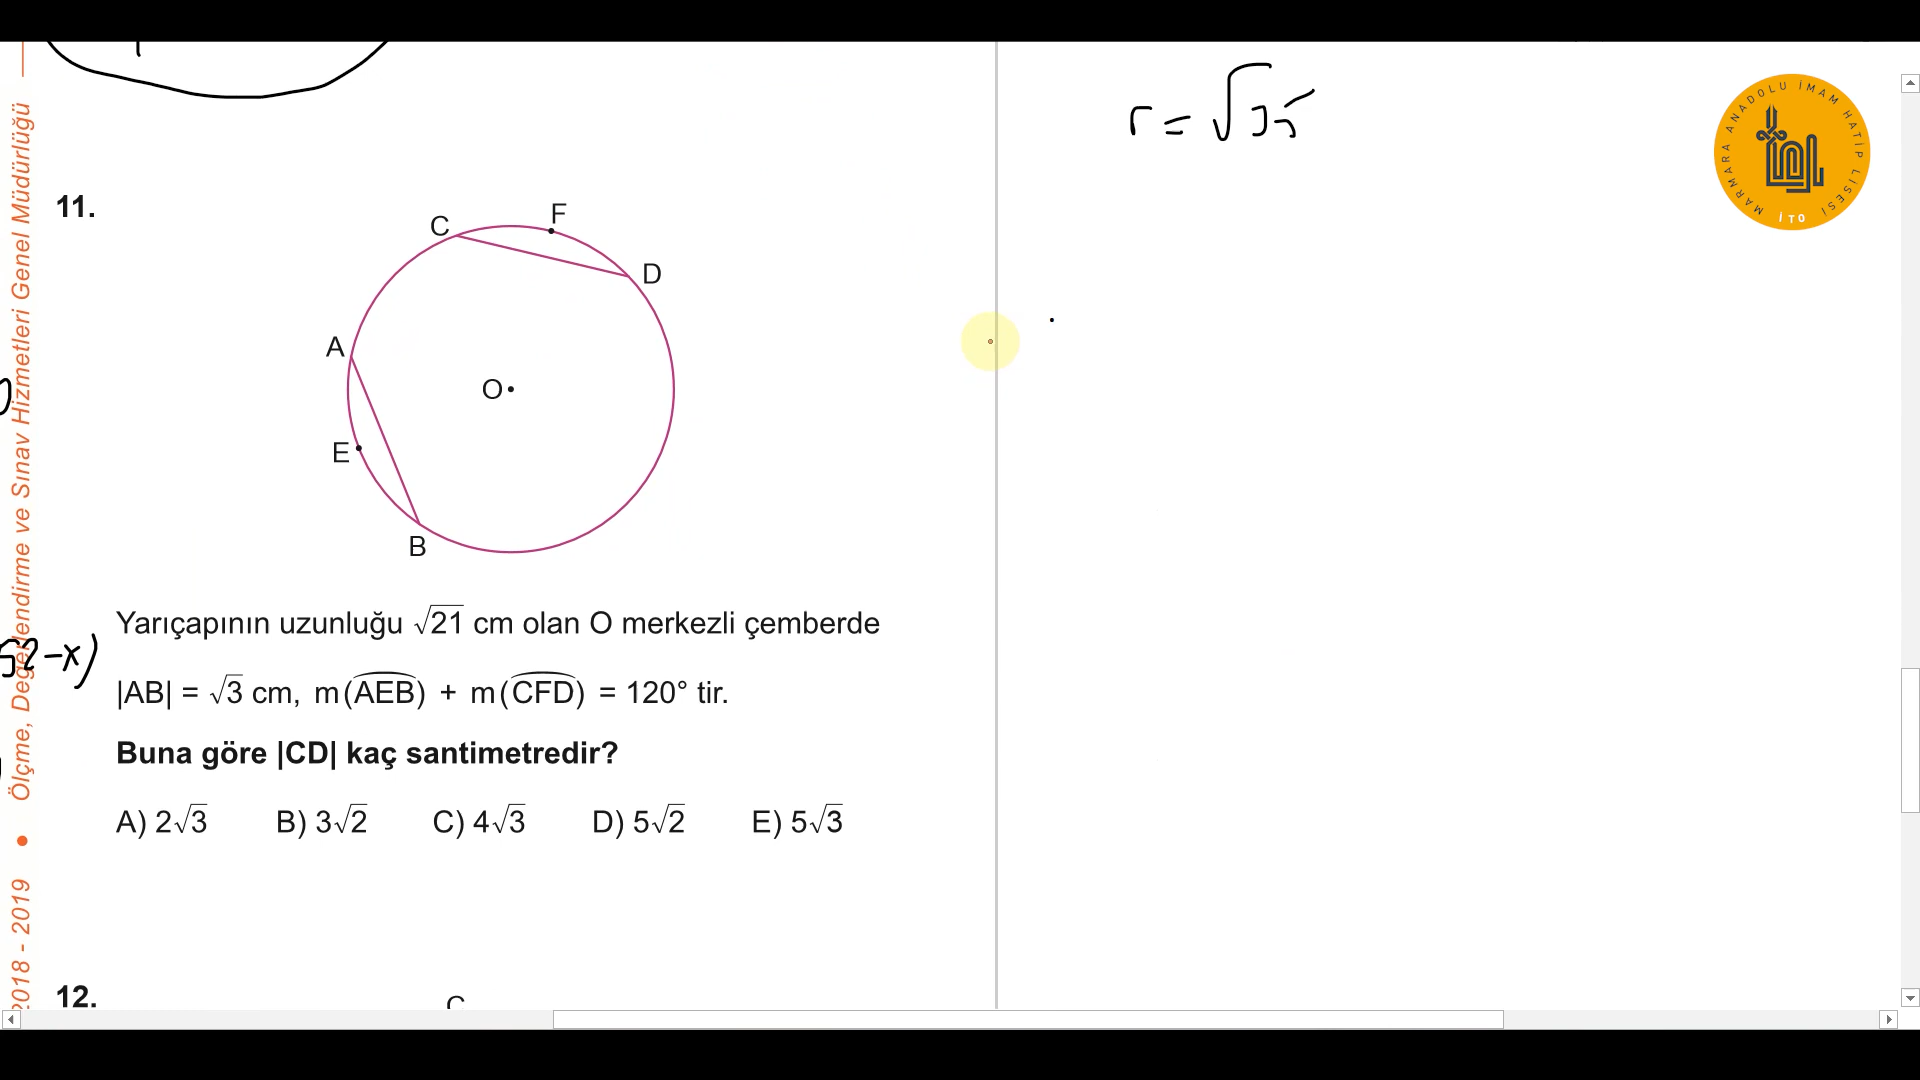 r = √35
MARMARA ANADOLU İMAM HATİP LİSESİ
İTO
11.
C
F
D
A
O
E
B
Yarıçapının uzunluğu √21 cm olan O merkezli çemberde
|AB| = √3 cm, m(AEB) + m(CFD) = 120° tir.
Buna göre |CD| kaç santimetredir?
A) 2√3 B) 3√2 C) 4√3 D) 5√2 E) 5√3
12.
C
2018 - 2019 • Ölçme, Değerlendirme ve Sınav Hizmetleri Genel Müdürlüğü
52-x)